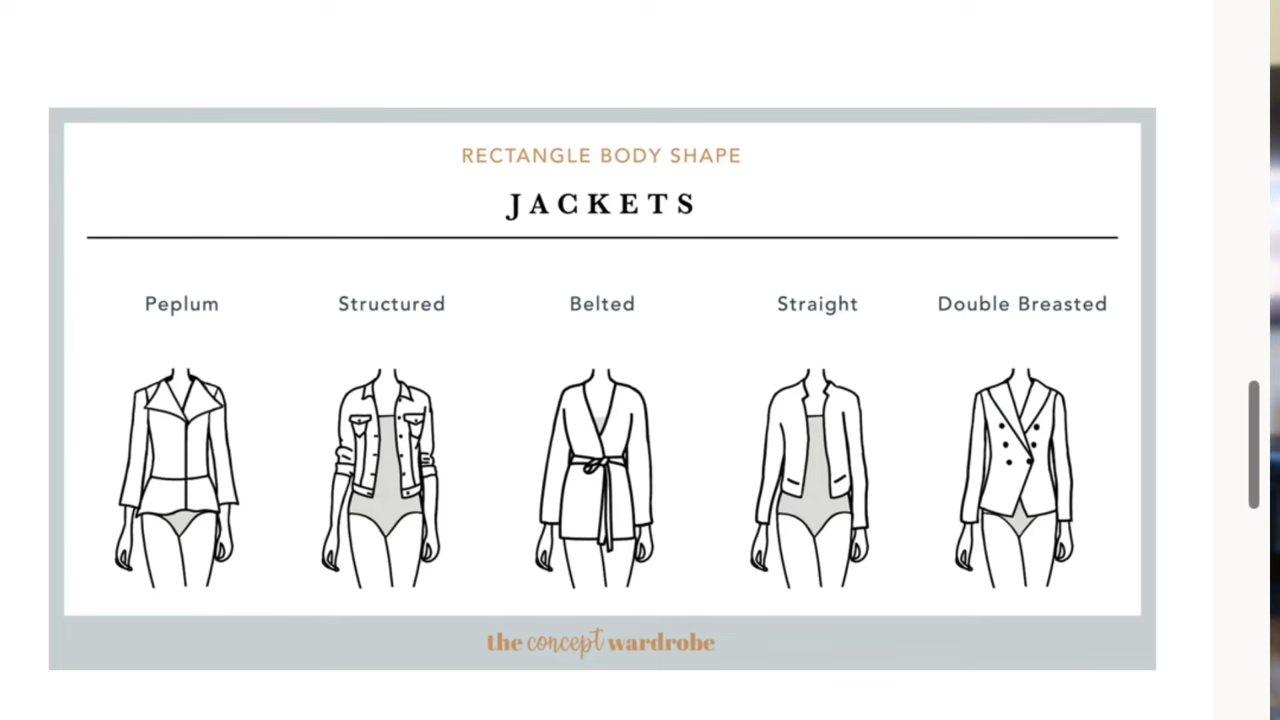 RECTANGLE BODY SHAPE
JACKETS
Peplum Structured Belted Straight Double Breasted
the concept wardrobe